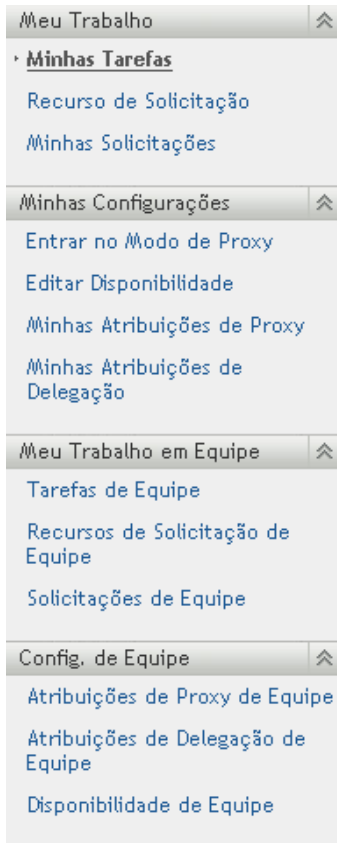 Meu Trabalho
Minhas Tarefas
Recurso de Solicitação
Minhas Solicitações
Minhas Configurações
Entrar no Modo de Proxy
Editar Disponibilidade
Minhas Atribuições de Proxy
Minhas Atribuições de
Delegação
Meu Trabalho em Equipe
Tarefas de Equipe
Recursos de Solicitação de
Equipe
Solicitações de Equipe
Config. de Equipe
Atribuições de Proxy de Equipe
Atribuições de Delegação de
Equipe
Disponibilidade de Equipe